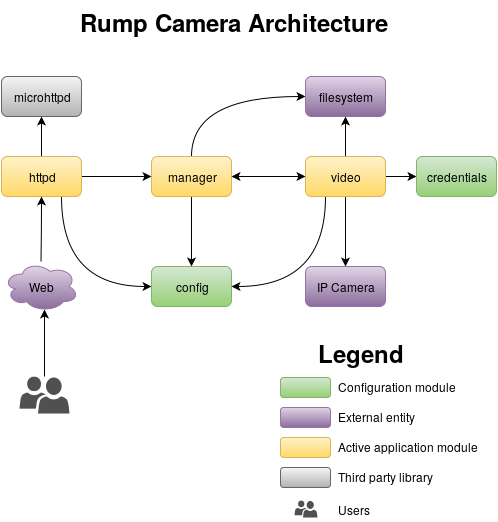 Rump Camera Architecture
microhttpd
filesystem
httpd
manager
video
credentials
Web
config
IP Camera
Legend
Configuration module
External entity
Active application module
Third party library
Users